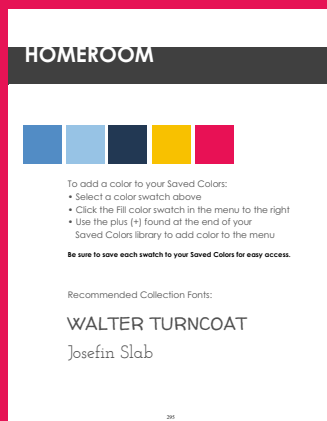 HOMEROOM
To add a color to your Saved Colors:
• Select a color swatch above
• Click the Fill color swatch in the menu to the right
• Use the plus (+) found at the end of your
Saved Colors library to add color to the menu
Be sure to save each swatch to your Saved Colors for easy access.
Recommended Collection Fonts:
WALTER TURNCOAT
Josefin Slab
295